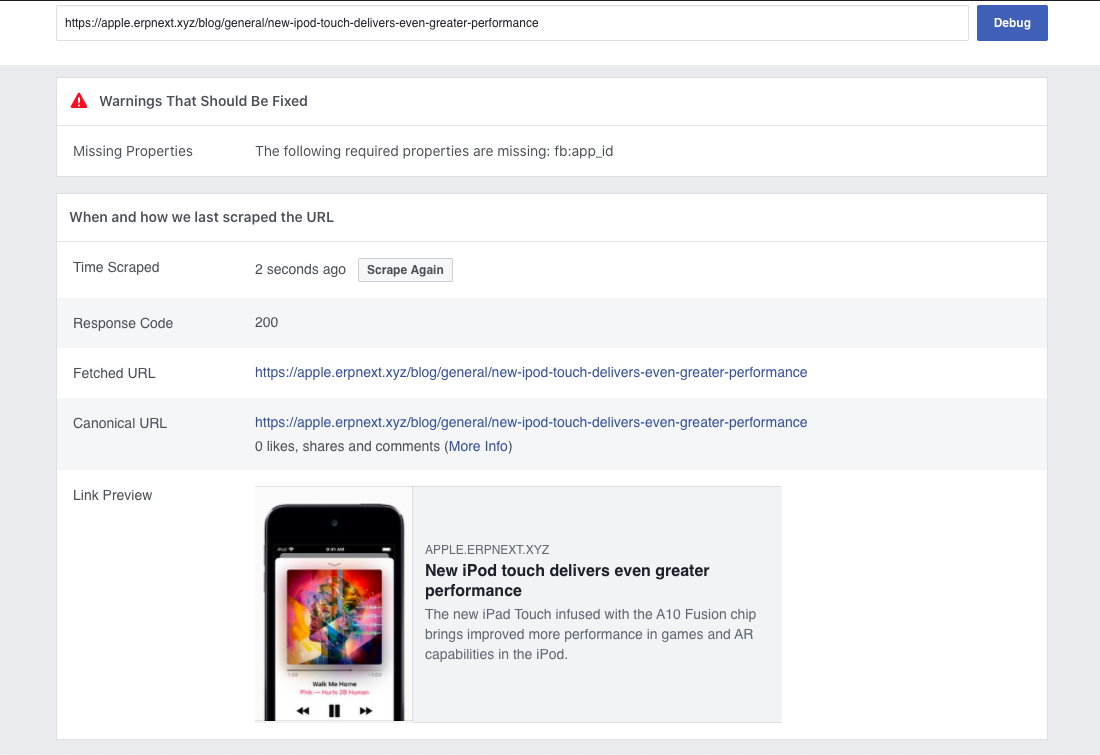 https://apple.erpnext.xyz/blog/general/new-ipod-touch-delivers-even-greater-performance
Debug
Warnings That Should Be Fixed
Missing Properties
The following required properties are missing: fb:app_id
When and how we last scraped the URL
Time Scraped
2 seconds ago
Scrape Again
Response Code
200
Fetched URL
https://apple.erpnext.xyz/blog/general/new-ipod-touch-delivers-even-greater-performance
Canonical URL
https://apple.erpnext.xyz/blog/general/new-ipod-touch-delivers-even-greater-performance
0 likes, shares and comments (More Info)
Link Preview
iPod
9:41 AM
Walk Me Home
P!nk — Hurts 2B Human
APPLE.ERPNEXT.XYZ
New iPod touch delivers even greater
performance
The new iPad Touch infused with the A10 Fusion chip
brings improved more performance in games and AR
capabilities in the iPod.